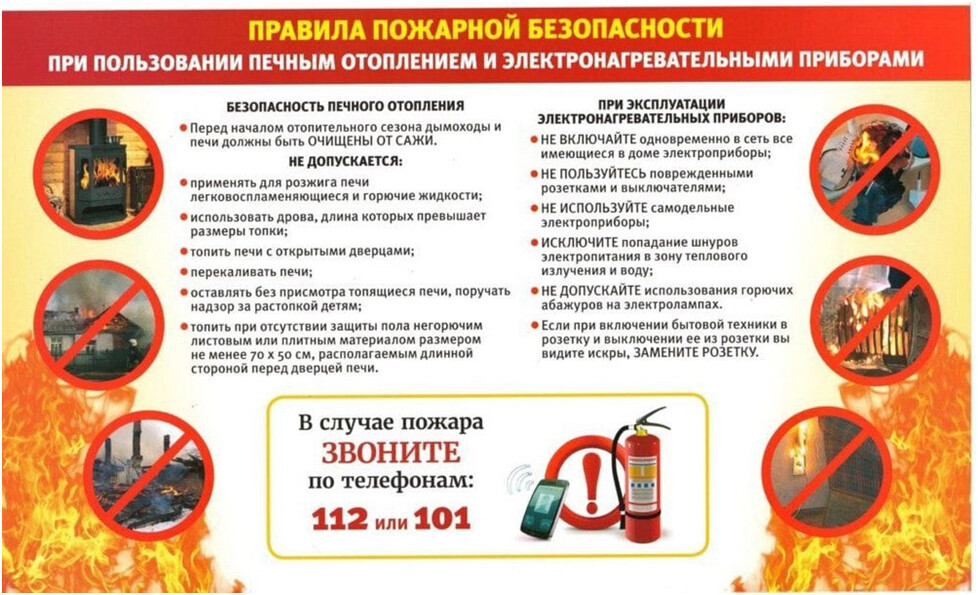 ПРАВИЛА ПОЖАРНОЙ БЕЗОПАСНОСТИ
ПРИ ПОЛЬЗОВАНИИ ПЕЧНЫМ ОТОПЛЕНИЕМ И ЭЛЕКТРОНАГРЕВАТЕЛЬНЫМИ ПРИБОРАМИ
БЕЗОПАСНОСТЬ ПЕЧНОГО ОТОПЛЕНИЯ
• Перед началом отопительного сезона дымоходы и
печи должны быть ОЧИЩЕНЫ ОТ САЖИ.
НЕ ДОПУСКАЕТСЯ:
• применять для розжига печи
легковоспламеняющиеся и горючие жидкости;
• использовать дрова, длина которых превышает
размеры топки;
• топить печи с открытыми дверцами;
• перекаливать печи;
• оставлять без присмотра топящиеся печи, поручать
надзор за растопкой детям;
• топить при отсутствии защиты пола негорючим
листовым или плитным материалом размером
не менее 70 х 50 см, располагаемым длинной
стороной перед дверцей печи.
ПРИ ЭКСПЛУАТАЦИИ
ЭЛЕКТРОНАГРЕВАТЕЛЬНЫХ ПРИБОРОВ:
• НЕ ВКЛЮЧАЙТЕ одновременно в сеть все
имеющиеся в доме электроприборы;
• НЕ ПОЛЬЗУЙТЕСЬ поврежденными
розетками и выключателями;
• НЕ ИСПОЛЬЗУЙТЕ самодельные
электроприборы;
• ИСКЛЮЧИТЕ попадание шнуров
электропитания в зону теплового
излучения и воду;
• НЕ ДОПУСКАЙТЕ использования горючих
абажуров на электролампах.
• Если при включении бытовой техники в
розетку и выключении ее из розетки вы
видите искры, ЗАМЕНИТЕ РОЗЕТКУ.
В случае пожара
ЗВОНИТЕ
по телефонам:
112 или 101